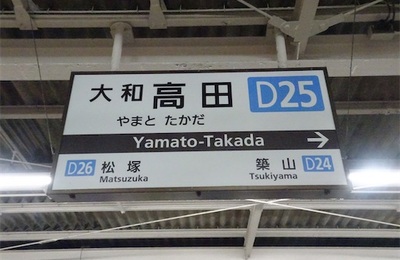 大和高田 D25
やまと たかだ
Yamato-Takada →
D26 松塚 築山 D24
Matsuzuka Tsukiyama